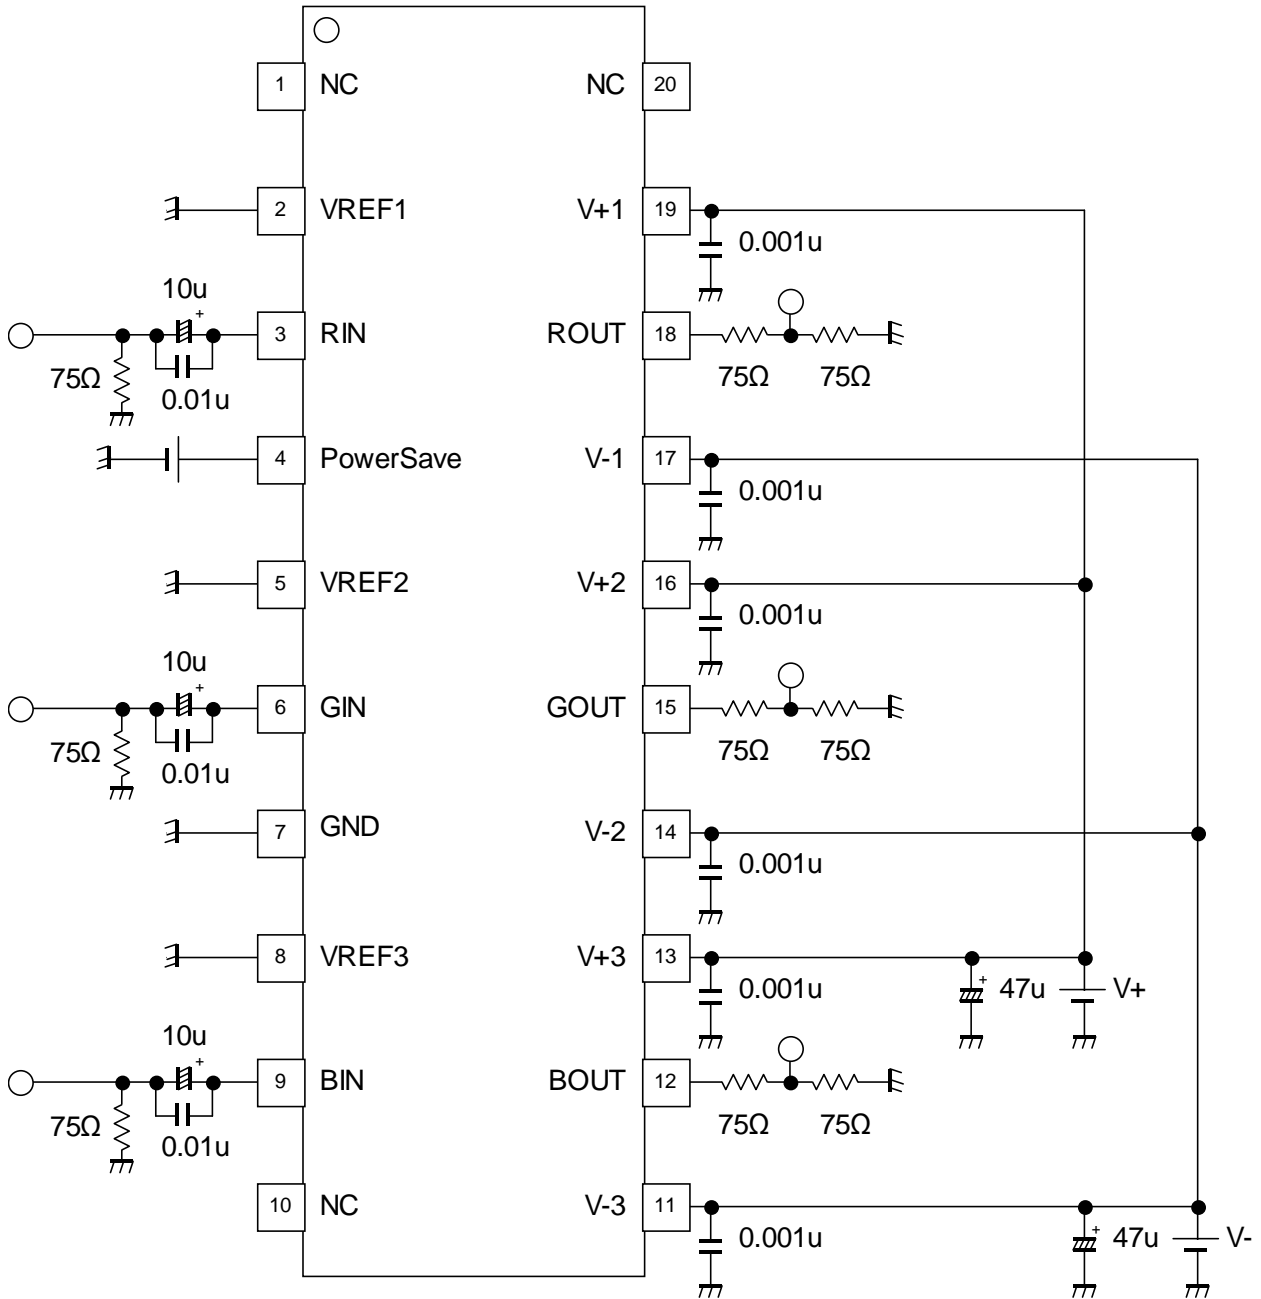 1 NC NC 20
2 VREF1 V+1 19
0.001u
10u
+
3 RIN ROUT 18
75Ω 0.01u 75Ω 75Ω
4 PowerSave V-1 17
0.001u
5 VREF2 V+2 16
0.001u
10u
+
6 GIN GOUT 15
75Ω 0.01u 75Ω 75Ω
7 GND V-2 14
0.001u
8 VREF3 V+3 13
0.001u + 47u V+
10u
+
9 BIN BOUT 12
75Ω 0.01u 75Ω 75Ω
10 NC V-3 11
0.001u + 47u V-